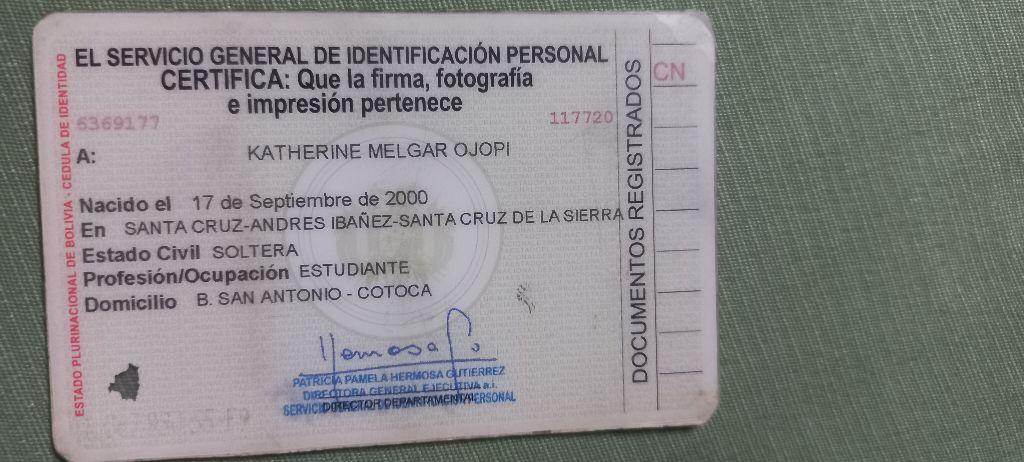 EL SERVICIO GENERAL DE IDENTIFICACIÓN PERSONAL
CERTIFICA: Que la firma, fotografía
e impresión pertenece
6369177
117720
A: KATHERINE MELGAR OJOPI
Nacido el 17 de Septiembre de 2000
En SANTA CRUZ-ANDRES IBAÑEZ-SANTA CRUZ DE LA SIERRA
Estado Civil SOLTERA
Profesión/Ocupación ESTUDIANTE
Domicilio B. SAN ANTONIO - COTOCA
PATRICIA PAMELA HERMOSA GUTIERREZ
DIRECTORA GENERAL EJECUTIVA a.i.
DIRECTOR DEPARTAMENTAL
ESTADO PLURINACIONAL DE BOLIVIA - CEDULA DE IDENTIDAD
DOCUMENTOS REGISTRADOS
CN